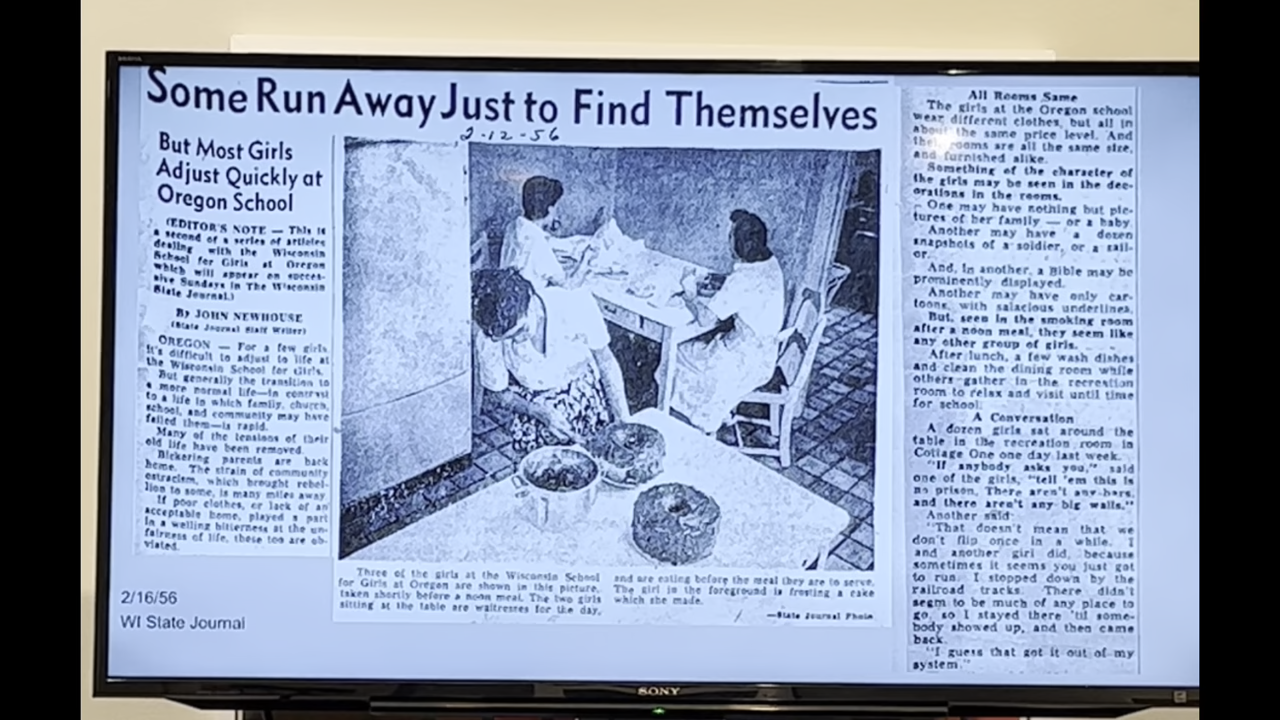 Some Run Away Just to Find Themselves
2-12-56
But Most Girls
Adjust Quickly at
Oregon School
(EDITOR'S NOTE — This is
a second of a series of articles
dealing with the Wisconsin
School for Girls at Oregon
which will appear on succes-
sive Sundays in The Wisconsin
State Journal.)
By JOHN NEWHOUSE
(State Journal Staff Writer)
OREGON — For a few girls,
it's difficult to adjust to life at
the Wisconsin School for Girls.
But generally the transition to
a more normal life—in contrast
to a life in which family, church,
school, and community may have
failed them—is rapid.
Many of the tensions of their
old life have been removed.
Bickering parents are back
home. The strain of community
ostracism, which brought rebel-
lion to some, is many miles away.
If poor clothes, or lack of an
acceptable home, played a part
in a welling bitterness at the un-
fairness of life, these too are ob-
viated.
2/16/56
WI State Journal
Three of the girls at the Wisconsin School
for Girls at Oregon are shown in this picture,
taken shortly before a noon meal. The two girls
sitting at the table are waitresses for the day,
and are eating before the meal they are to serve.
The girl in the foreground is frosting a cake
which she made.
—State Journal Photo
All Rooms Same
The girls at the Oregon school
wear different clothes, but all in
about the same price level. And
their rooms are all the same size,
and furnished alike.
Something of the character of
the girls may be seen in the dec-
orations in the rooms.
One may have nothing but pic-
tures of her family — or a baby.
Another may have a dozen
snapshots of a soldier, or a sail-
or.
And, in another, a Bible may be
prominently displayed.
Another may have only car-
toons, with salacious underlines.
But, seen in the smoking room
after a noon meal, they seem like
any other group of girls.
After lunch, a few wash dishes
and clean the dining room while
others gather in the recreation
room to relax and visit until time
for school.
A Conversation
A dozen girls sat around the
table in the recreation room in
Cottage One one day last week.
"If anybody asks you," said
one of the girls, "tell 'em this is
no prison. There aren't any bars,
and there aren't any big walls."
Another said:
"That doesn't mean that we
don't flip once in a while. I
and another girl did, because
sometimes it seems you just got
to run. I stopped down by the
railroad tracks. There didn't
seem to be much of any place to
go, so I stayed there 'til some-
body showed up, and then came
back.
"I guess that got it out of my
system."
SONY